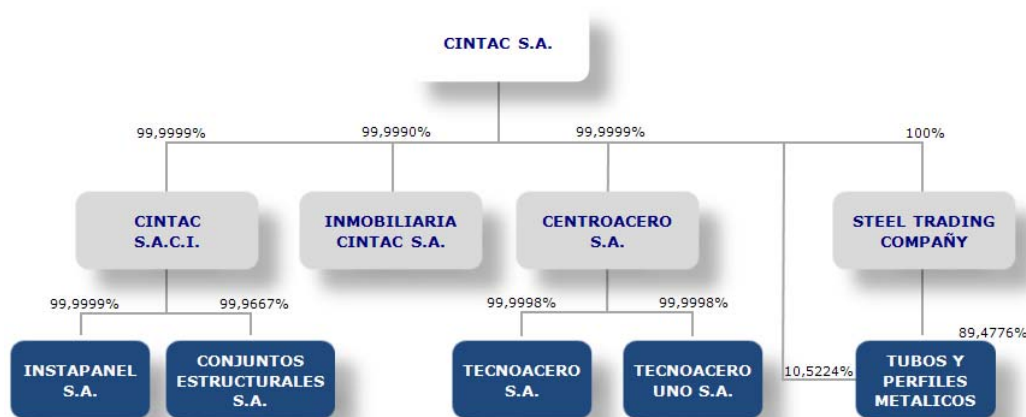 CINTAC S.A.
99,9999%
99,9990%
99,9999%
100%
CINTAC
S.A.C.I.
INMOBILIARIA
CINTAC S.A.
CENTROACERO
S.A.
STEEL TRADING
COMPAÑY
99,9999%
99,9667%
99,9998%
99,9998%
89,4776%
INSTAPANEL
S.A.
CONJUNTOS
ESTRUCTURALES
S.A.
TECNOACERO
S.A.
TECNOACERO
UNO S.A.
10,5224%
TUBOS Y
PERFILES
METALICOS